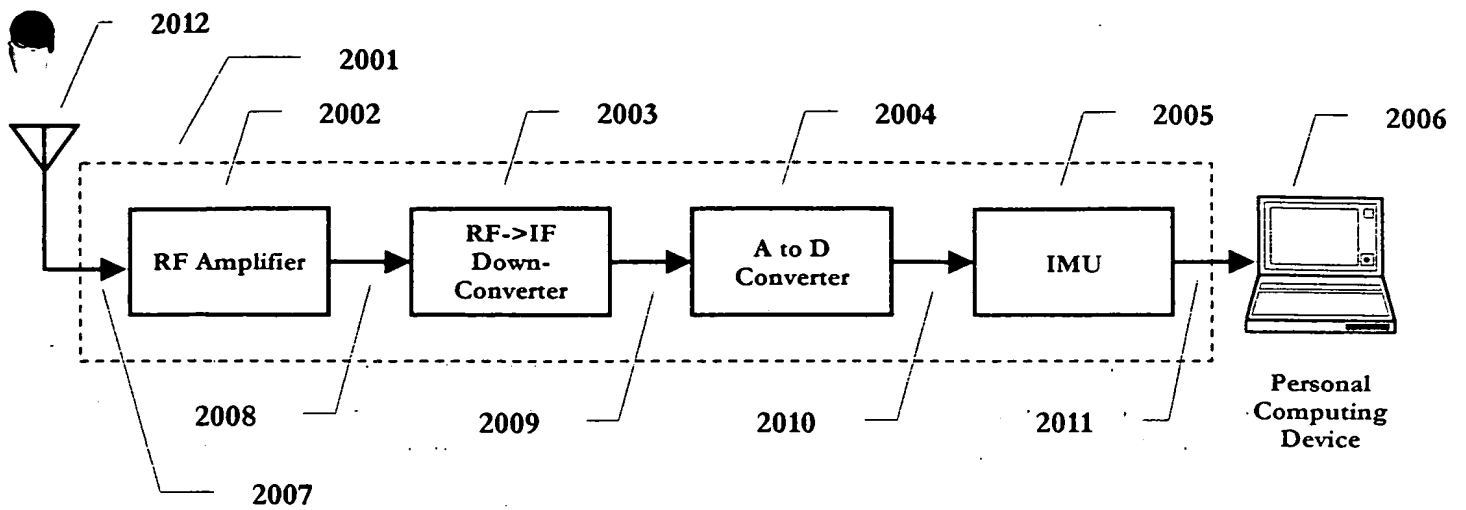 2012
2001
2002
2003
2004
2005
2006
RF Amplifier
RF->IF
Down-
Converter
A to D
Converter
IMU
2008
2009
2010
2011
Personal
Computing
Device
2007